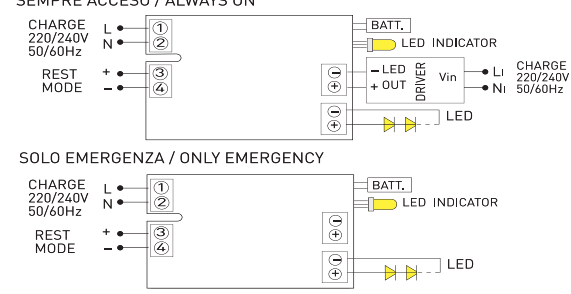 SEMPRE ACCESO / ALWAYS ON
CHARGE
220/240V
50/60Hz
L
N
1
2
REST
MODE
+
–
3
4
BATT.
LED INDICATOR
–
+
– LED
+ OUT
DRIVER
Vin
LI
NI
CHARGE
220/240V
50/60Hz
–
+
LED
SOLO EMERGENZA / ONLY EMERGENCY
CHARGE
220/240V
50/60Hz
L
N
1
2
REST
MODE
+
–
3
4
BATT.
LED INDICATOR
–
+
–
+
LED